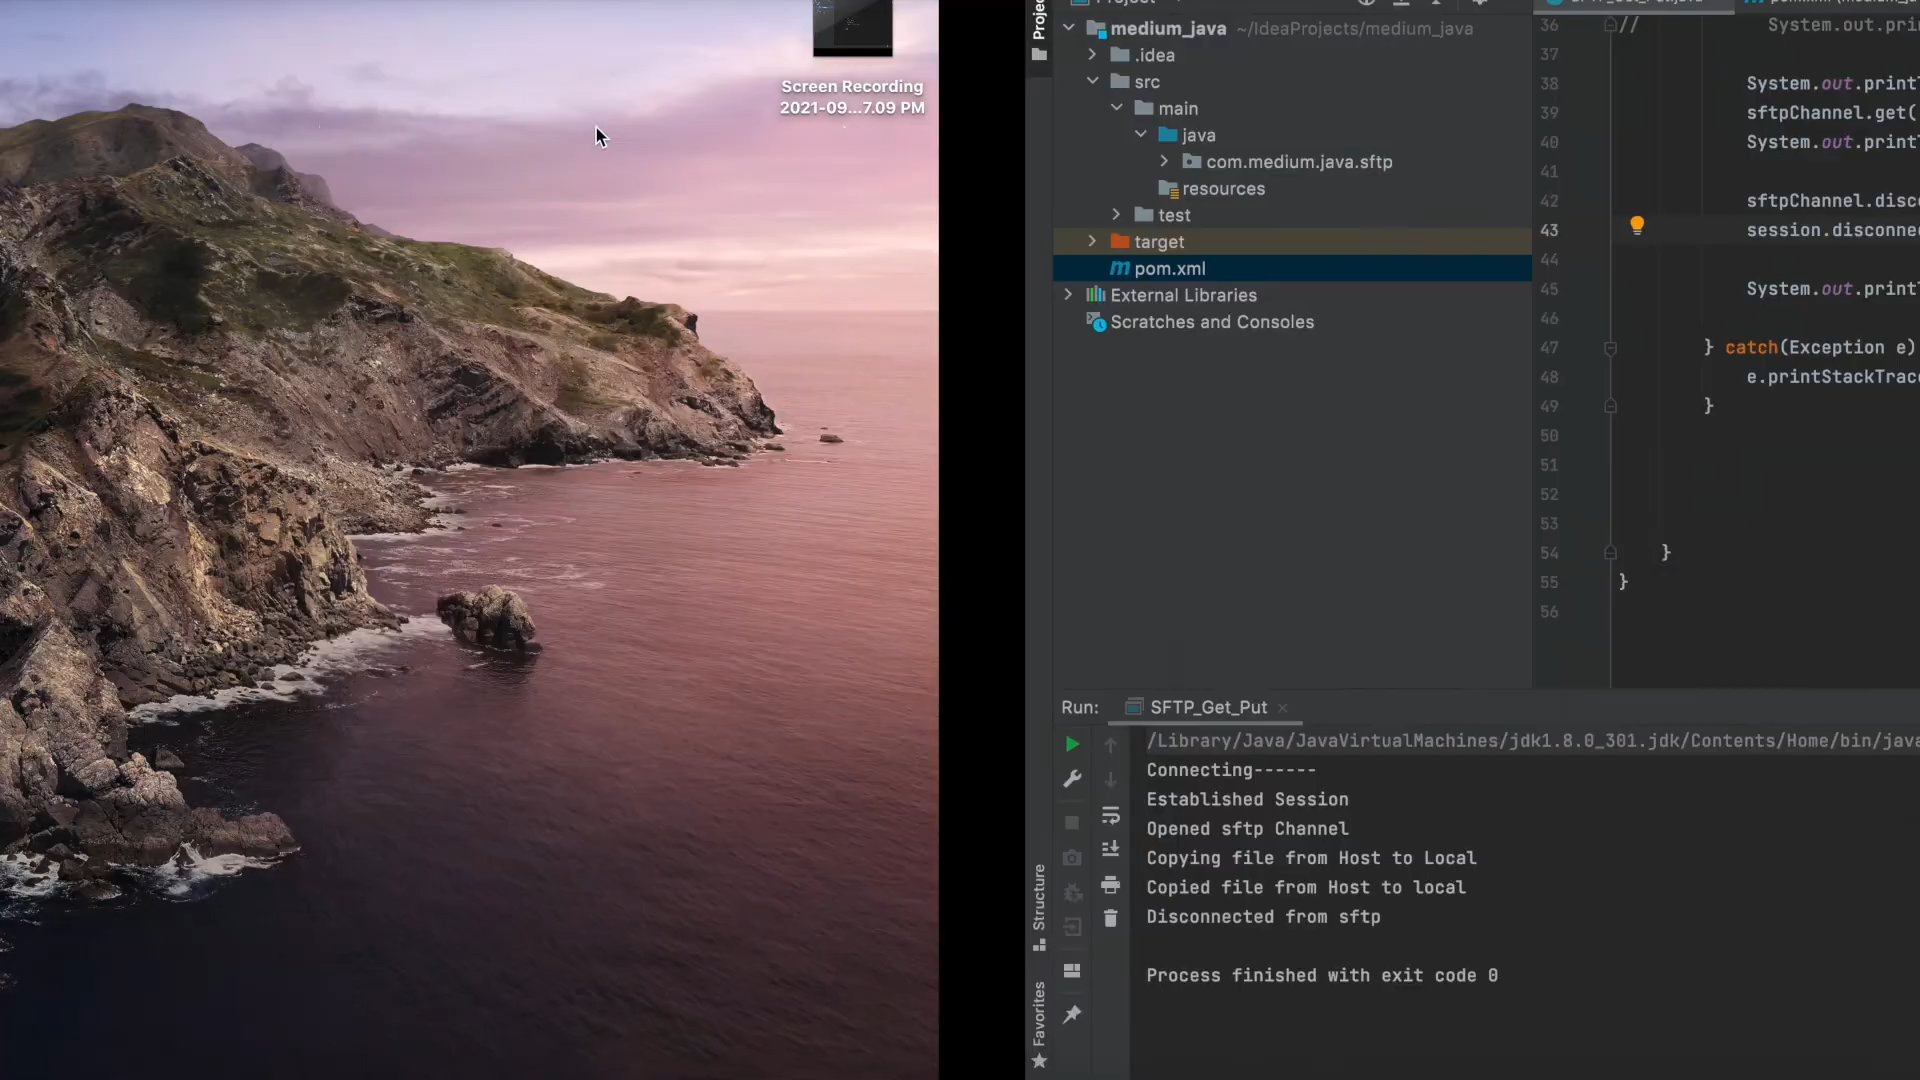 Screen Recording
2021-09...7.09 PM
Project
medium_java ~/IdeaProjects/medium_java
.idea
src
main
java
com.medium.java.sftp
resources
test
target
pom.xml
External Libraries
Scratches and Consoles
36 // System.out.pri
37
38 System.out.printl
39 sftpChannel.get(
40 System.out.printl
41
42 sftpChannel.disc
43 session.disconne
44
45 System.out.printl
46
47 } catch(Exception e)
48 e.printStackTrac
49 }
50
51
52
53
54 }
55 }
56
Run: SFTP_Get_Put
/Library/Java/JavaVirtualMachines/jdk1.8.0_301.jdk/Contents/Home/bin/java
Connecting------
Established Session
Opened sftp Channel
Copying file from Host to Local
Copied file from Host to local
Disconnected from sftp
Process finished with exit code 0
Structure
Favorites